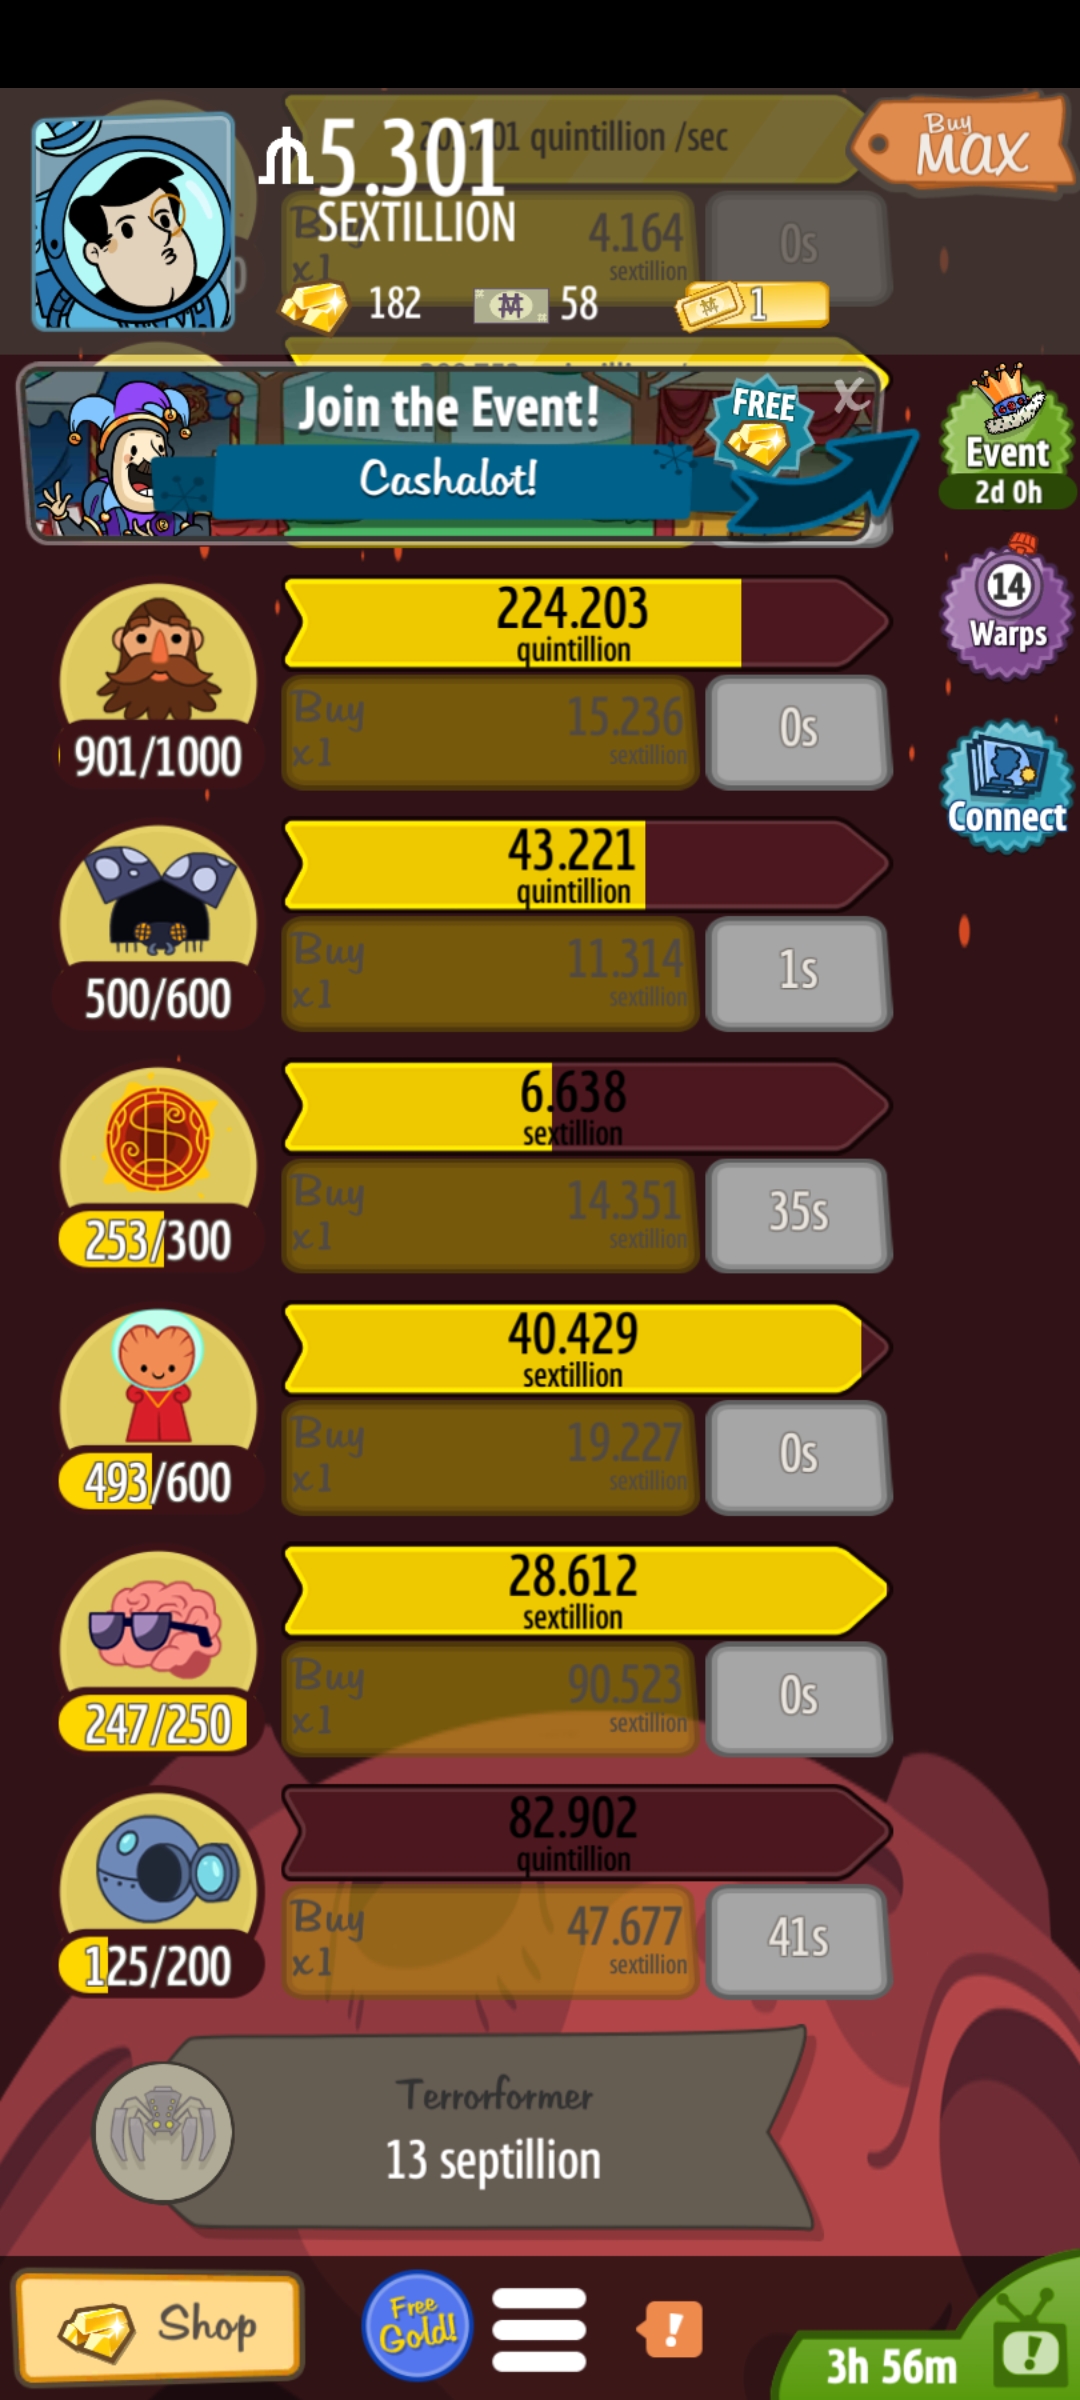 quintillion /sec
Buy
MAX
5.301
SEXTILLION
4.164
sextillion
x1
0s
182
58
1
Join the Event!
FREE
X
Cashalot!
Event
2d 0h
224.203
quintillion
14
Warps
Buy
x1
15.236
sextillion
0s
901/1000
Connect
43.221
quintillion
Buy
x1
11.314
sextillion
1s
500/600
6.638
sextillion
Buy
x1
14.351
sextillion
35s
253/300
40.429
sextillion
Buy
x1
19.227
sextillion
0s
493/600
28.612
sextillion
Buy
x1
90.523
sextillion
0s
247/250
82.902
quintillion
Buy
x1
47.677
sextillion
41s
125/200
Terrorformer
13 septillion
Shop
Free
Gold!
!
!
3h 56m